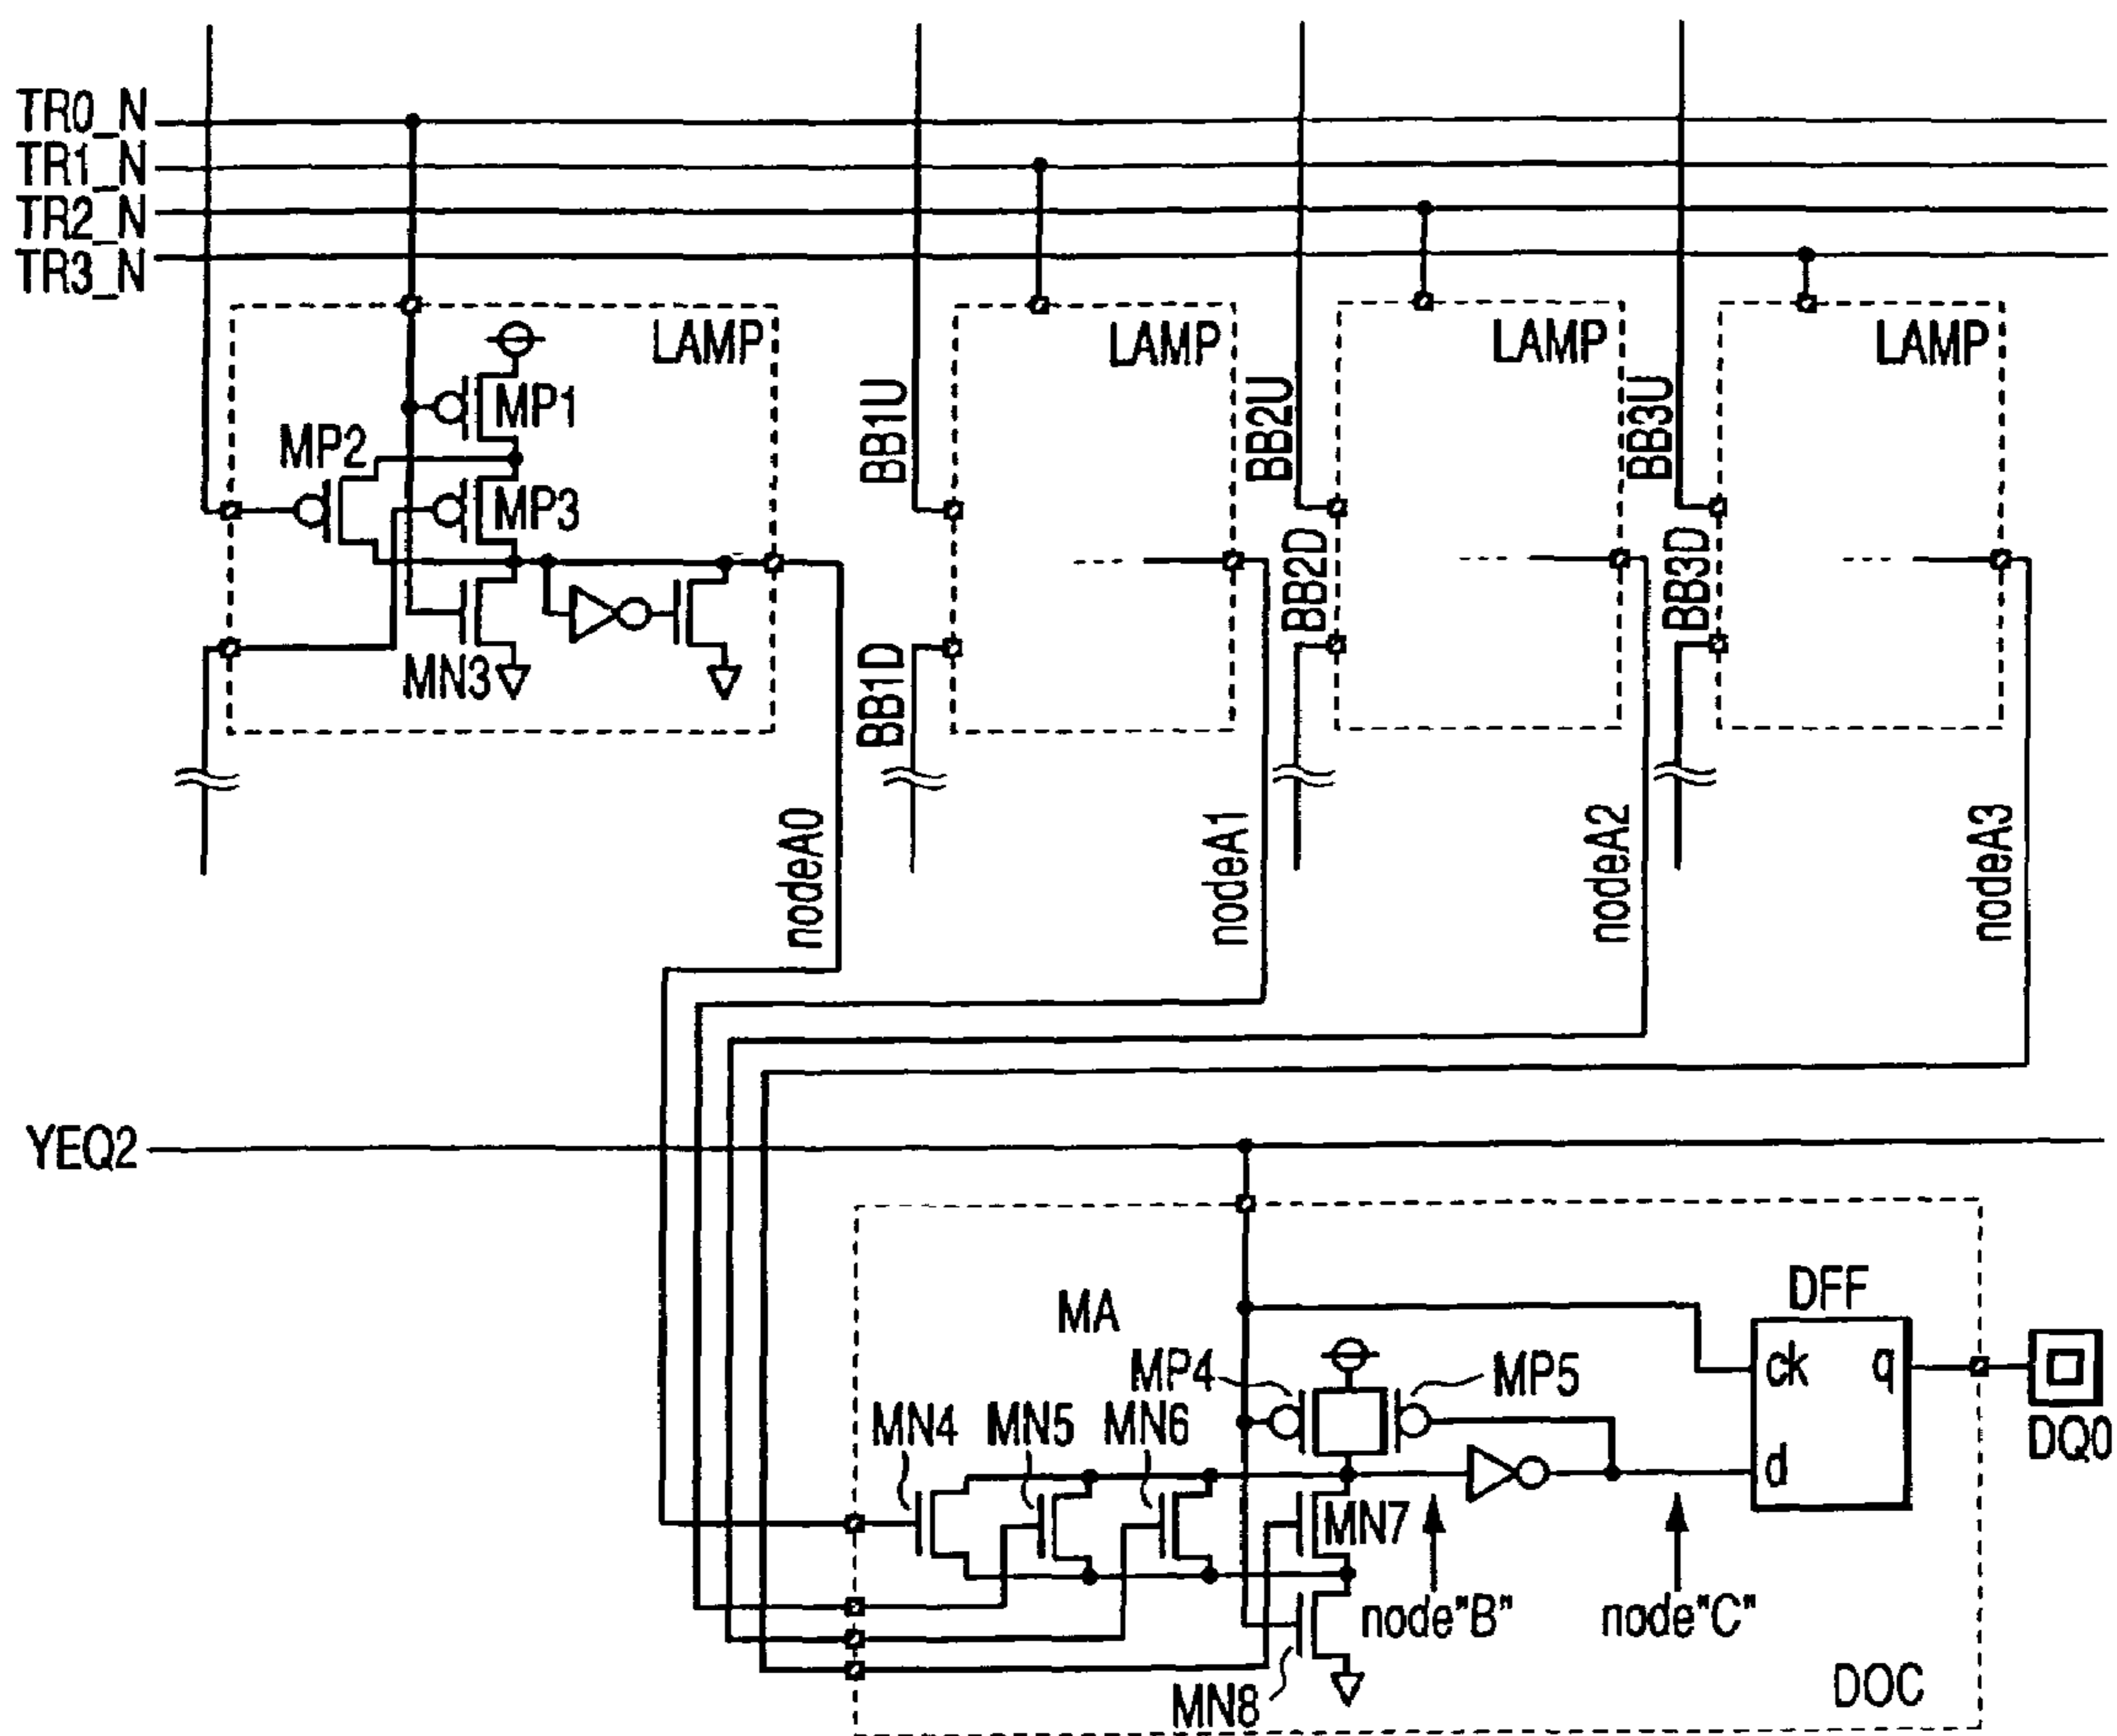 TR0_N
TR1_N
TR2_N
TR3_N
LAMP
LAMP
LAMP
LAMP
MP1
MP2
MP3
MN3
BB1U
BB1D
BB2U
BB2D
BB3U
BB3D
nodeA0
nodeA1
nodeA2
nodeA3
YEQ2
MA
DFF
MP4
MP5
ck
q
MN4
MN5
MN6
d
DQ0
MN7
node"B"
node"C"
MN8
DOC